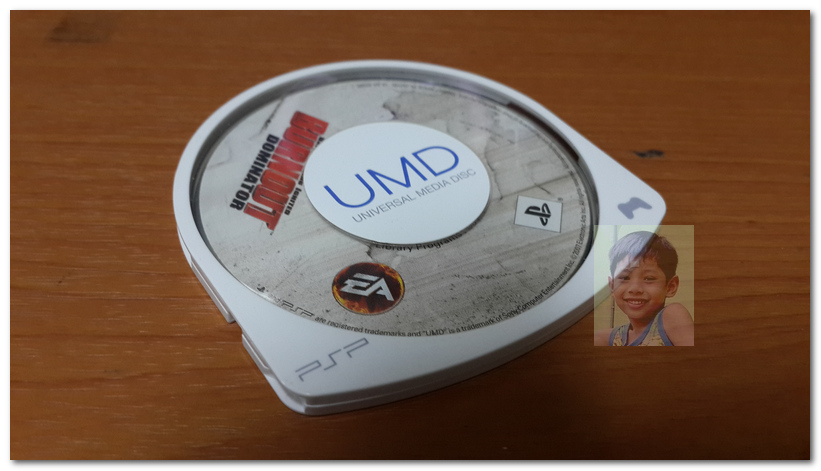 BURNOUT
DOMINATOR
UMD
UNIVERSAL MEDIA DISC
EA
are registered trademarks and "UMD" is a trademark of Sony Computer Entertainment Inc.
PSP